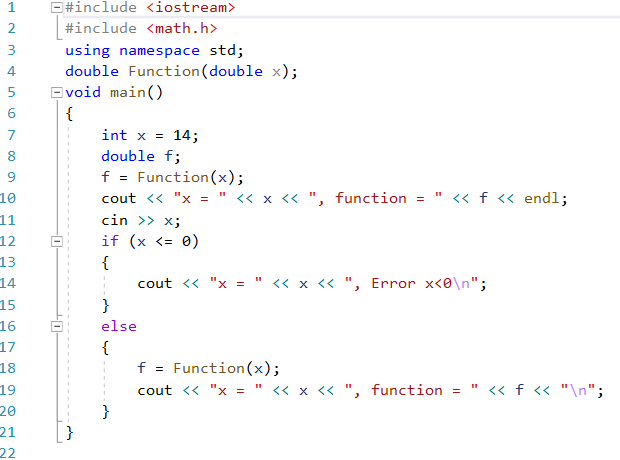 1 #include <iostream>
2 #include <math.h>
3 using namespace std;
4 double Function(double x);
5 void main()
6 {
7 int x = 14;
8 double f;
9 f = Function(x);
10 cout << "x = " << x << ", function = " << f << endl;
11 cin >> x;
12 if (x <= 0)
13 {
14 cout << "x = " << x << ", Error x<0\n";
15 }
16 else
17 {
18 f = Function(x);
19 cout << "x = " << x << ", function = " << f << "\n";
20 }
21 }
22